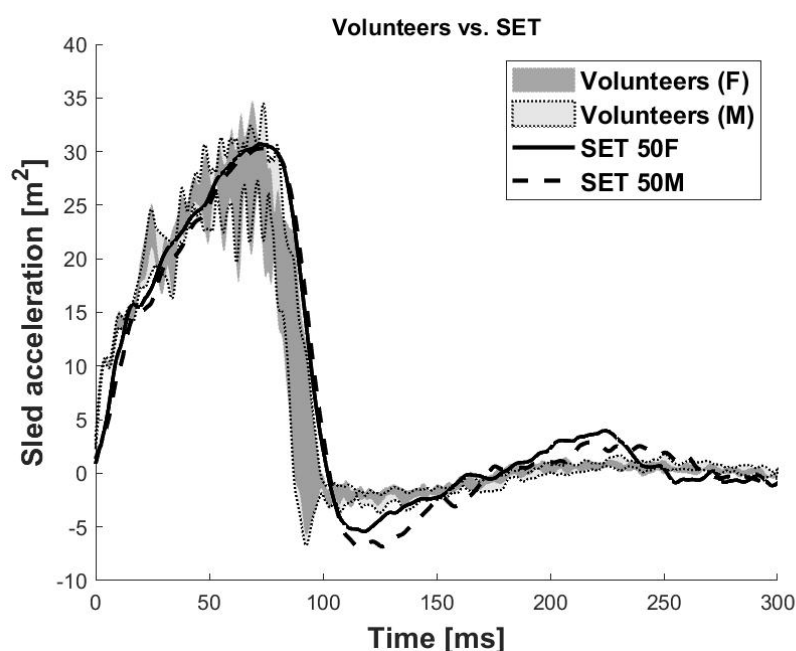 Volunteers vs. SET
40
35
30
25
20
15
10
5
0
-5
-10
Sled acceleration [m²]
Volunteers (F)
Volunteers (M)
SET 50F
SET 50M
0 50 100 150 200 250 300
Time [ms]